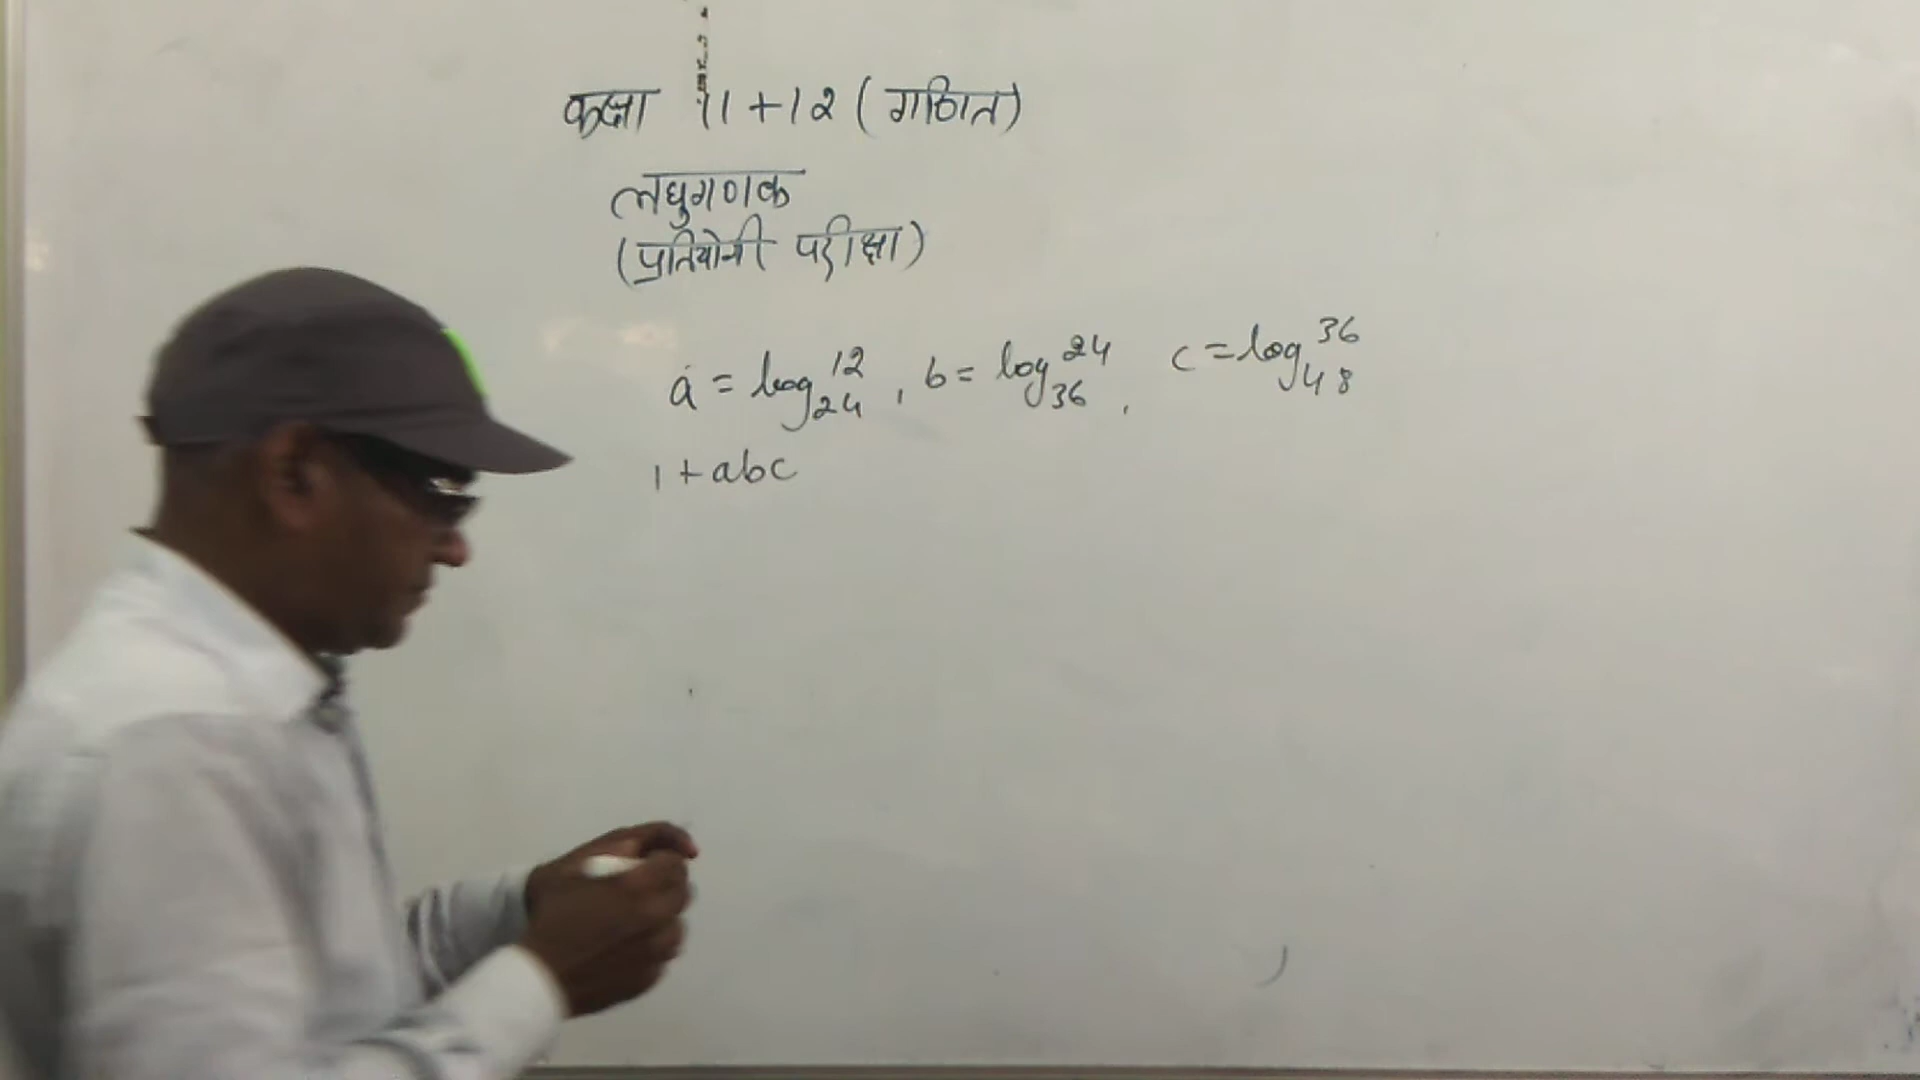 कक्षा 11+12 (गणित)
लघुगणक
(प्रतियोगी परीक्षा)
a = log₂₄¹², b = log₃₆²⁴, c = log₄₈³⁶
1 + abc